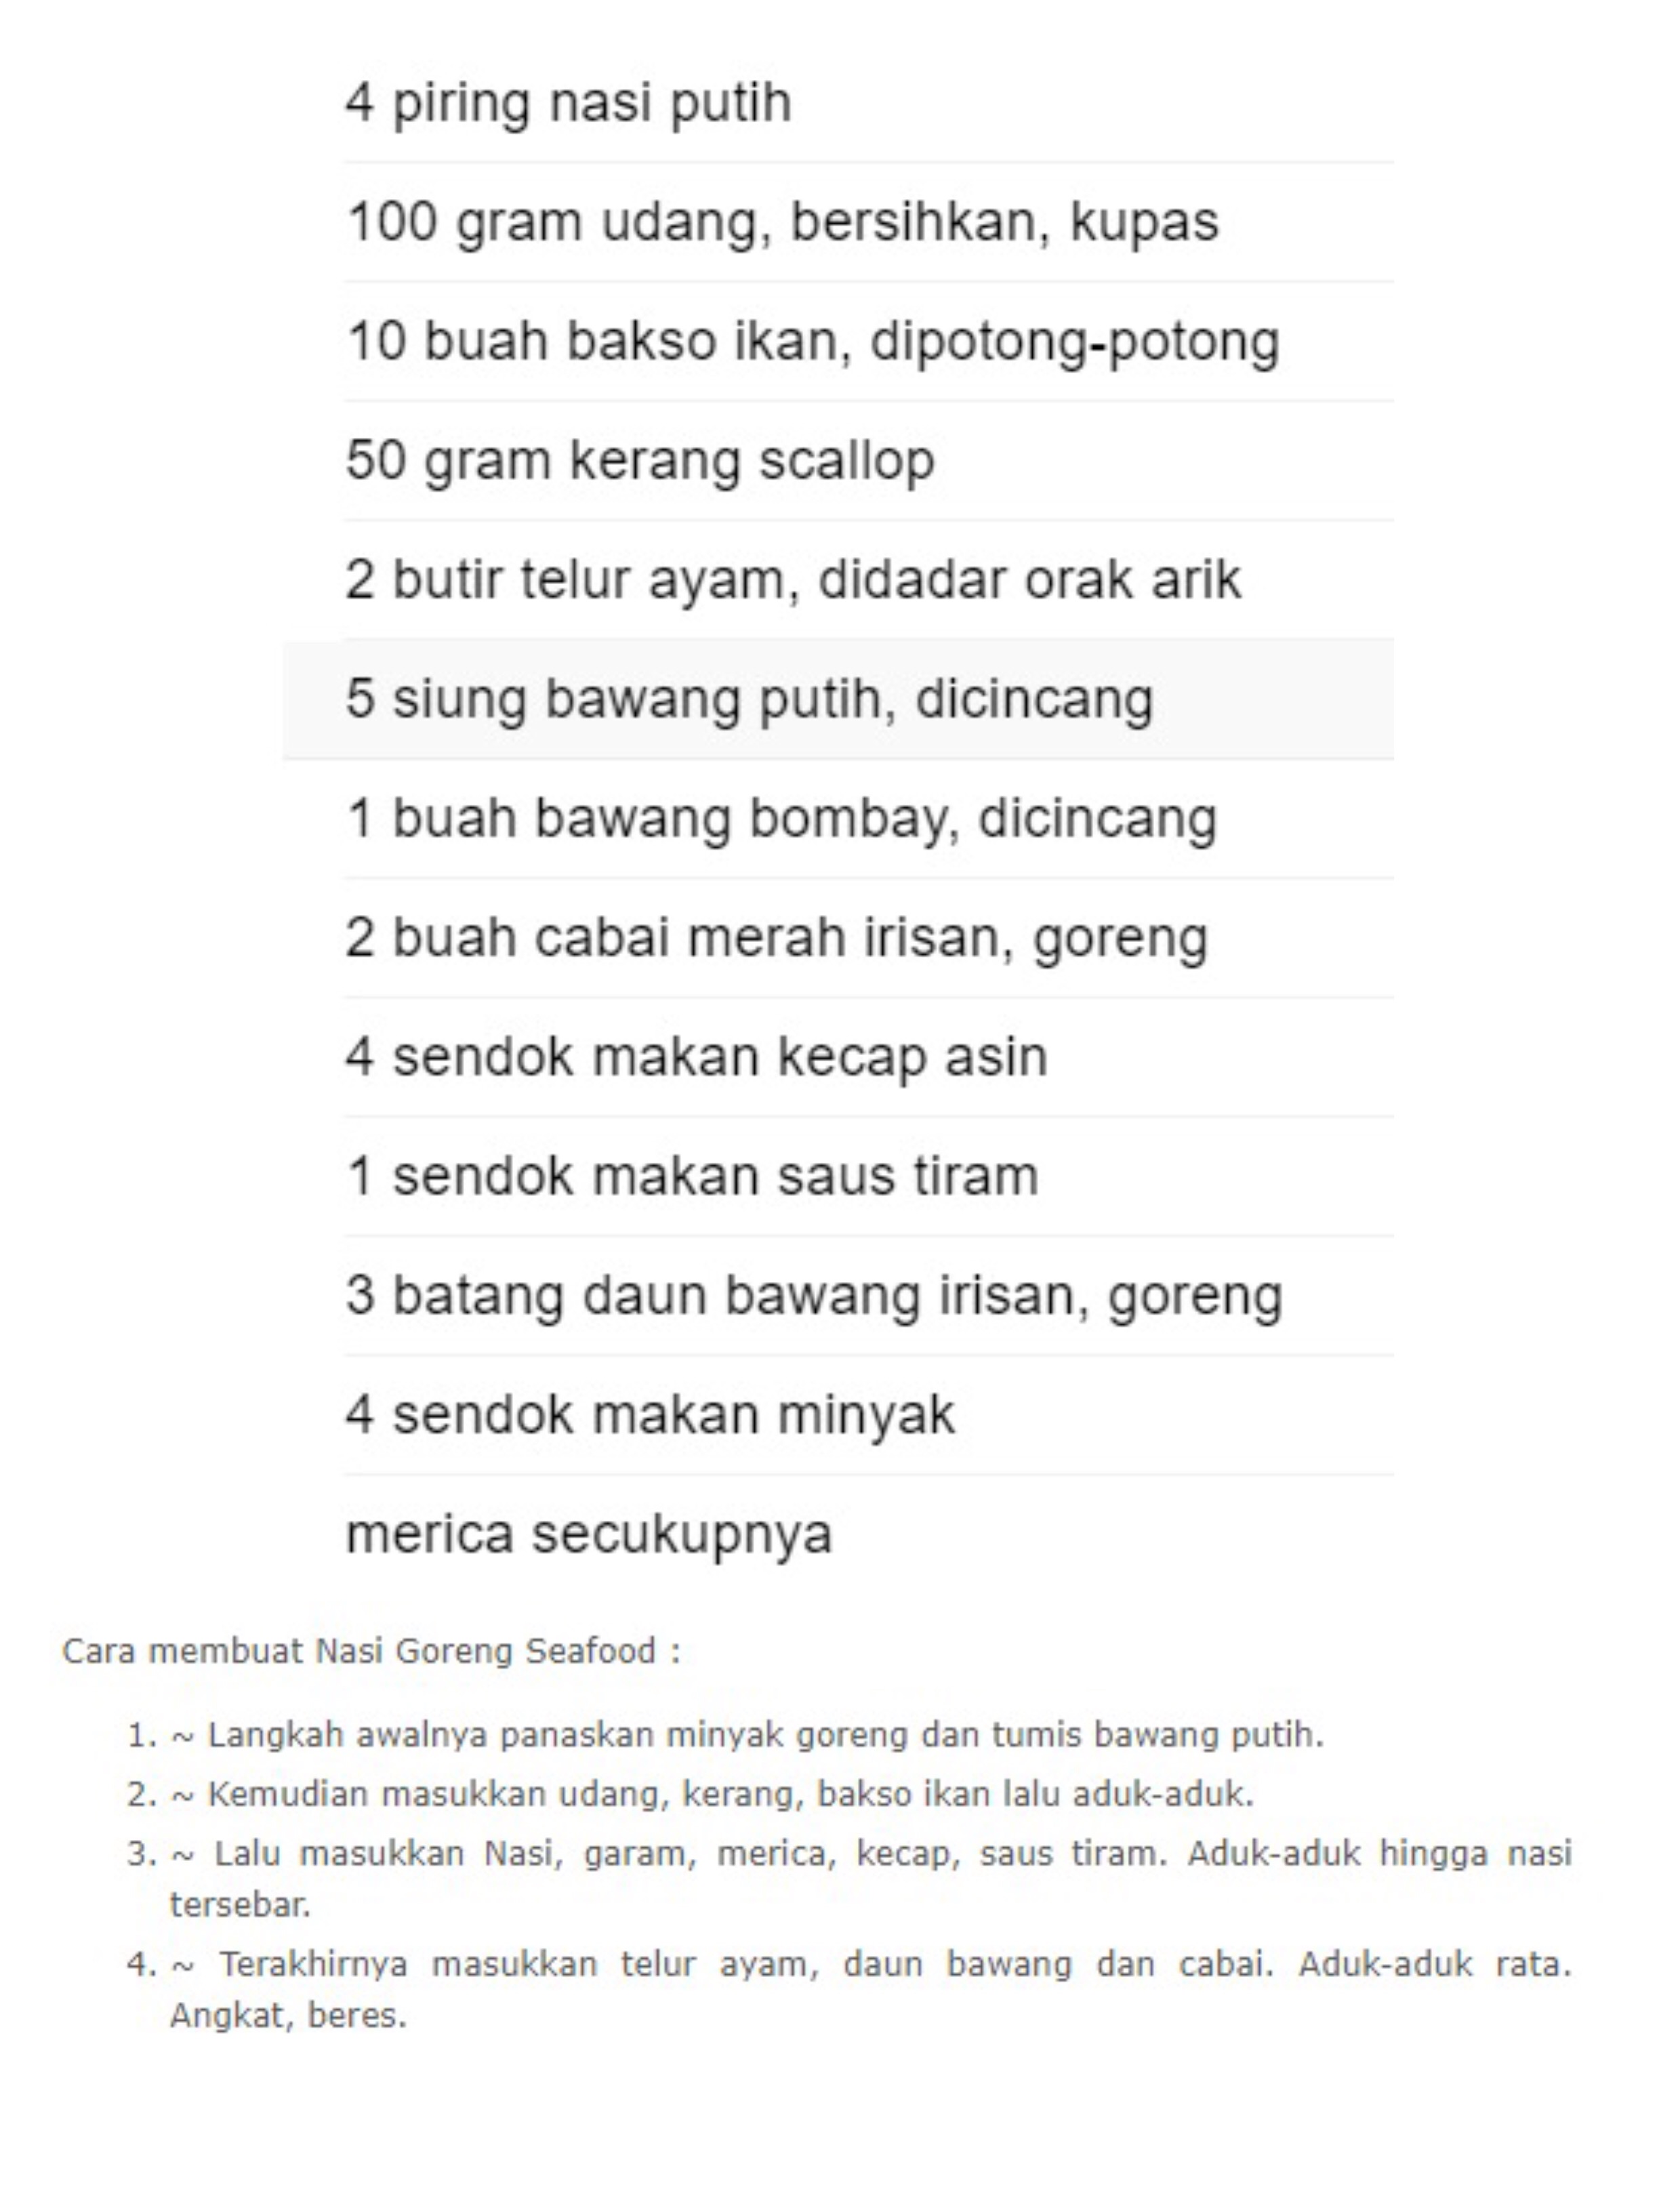 4 piring nasi putih
100 gram udang, bersihkan, kupas
10 buah bakso ikan, dipotong-potong
50 gram kerang scallop
2 butir telur ayam, didadar orak arik
5 siung bawang putih, dicincang
1 buah bawang bombay, dicincang
2 buah cabai merah irisan, goreng
4 sendok makan kecap asin
1 sendok makan saus tiram
3 batang daun bawang irisan, goreng
4 sendok makan minyak
merica secukupnya
Cara membuat Nasi Goreng Seafood :
1. ~ Langkah awalnya panaskan minyak goreng dan tumis bawang putih.
2. ~ Kemudian masukkan udang, kerang, bakso ikan lalu aduk-aduk.
3. ~ Lalu masukkan Nasi, garam, merica, kecap, saus tiram. Aduk-aduk hingga nasi
tersebar.
4. ~ Terakhirnya masukkan telur ayam, daun bawang dan cabai. Aduk-aduk rata.
Angkat, beres.